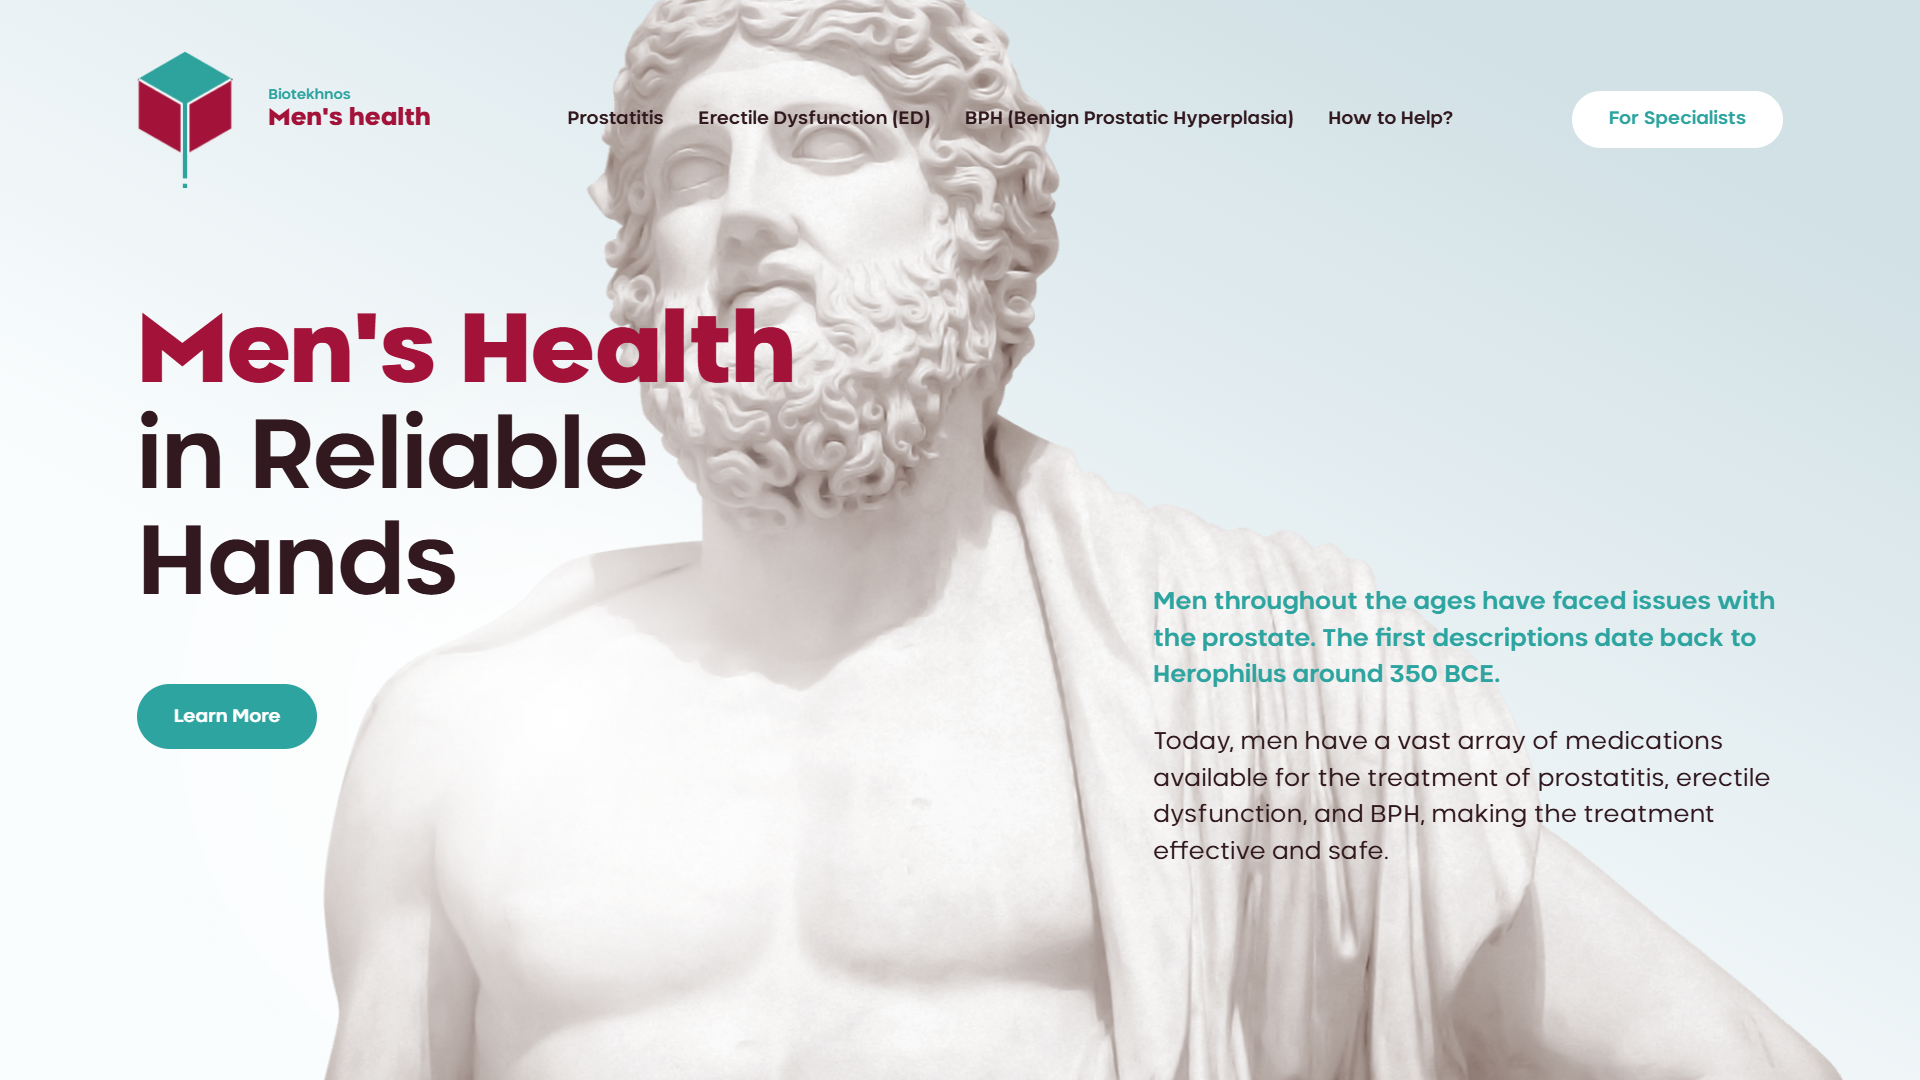 Biotekhnos
Men's health
Prostatitis
Erectile Dysfunction (ED)
BPH (Benign Prostatic Hyperplasia)
How to Help?
For Specialists
Men's Health
in Reliable
Hands
Learn More
Men throughout the ages have faced issues with
the prostate. The first descriptions date back to
Herophilus around 350 BCE.
Today, men have a vast array of medications
available for the treatment of prostatitis, erectile
dysfunction, and BPH, making the treatment
effective and safe.